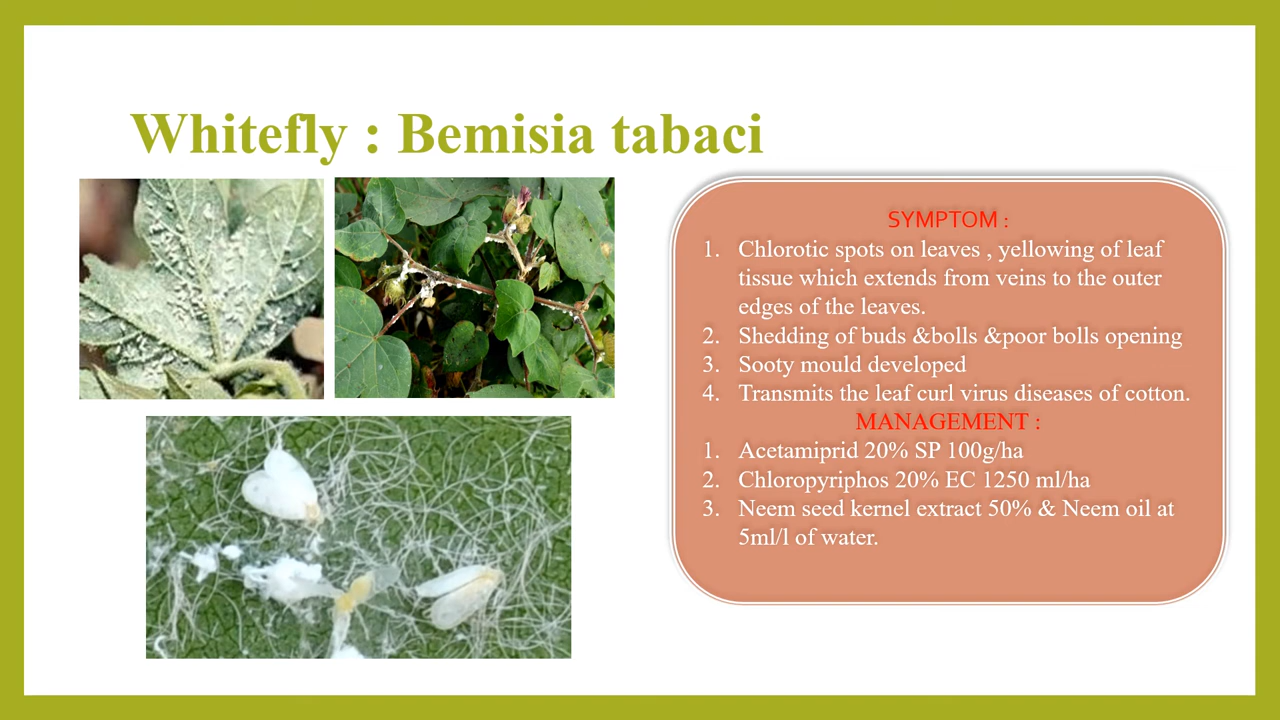 Whitefly : Bemisia tabaci
SYMPTOM :
1. Chlorotic spots on leaves , yellowing of leaf
tissue which extends from veins to the outer
edges of the leaves.
2. Shedding of buds &bolls &poor bolls opening
3. Sooty mould developed
4. Transmits the leaf curl virus diseases of cotton.
MANAGEMENT :
1. Acetamiprid 20% SP 100g/ha
2. Chloropyriphos 20% EC 1250 ml/ha
3. Neem seed kernel extract 50% & Neem oil at
5ml/l of water.